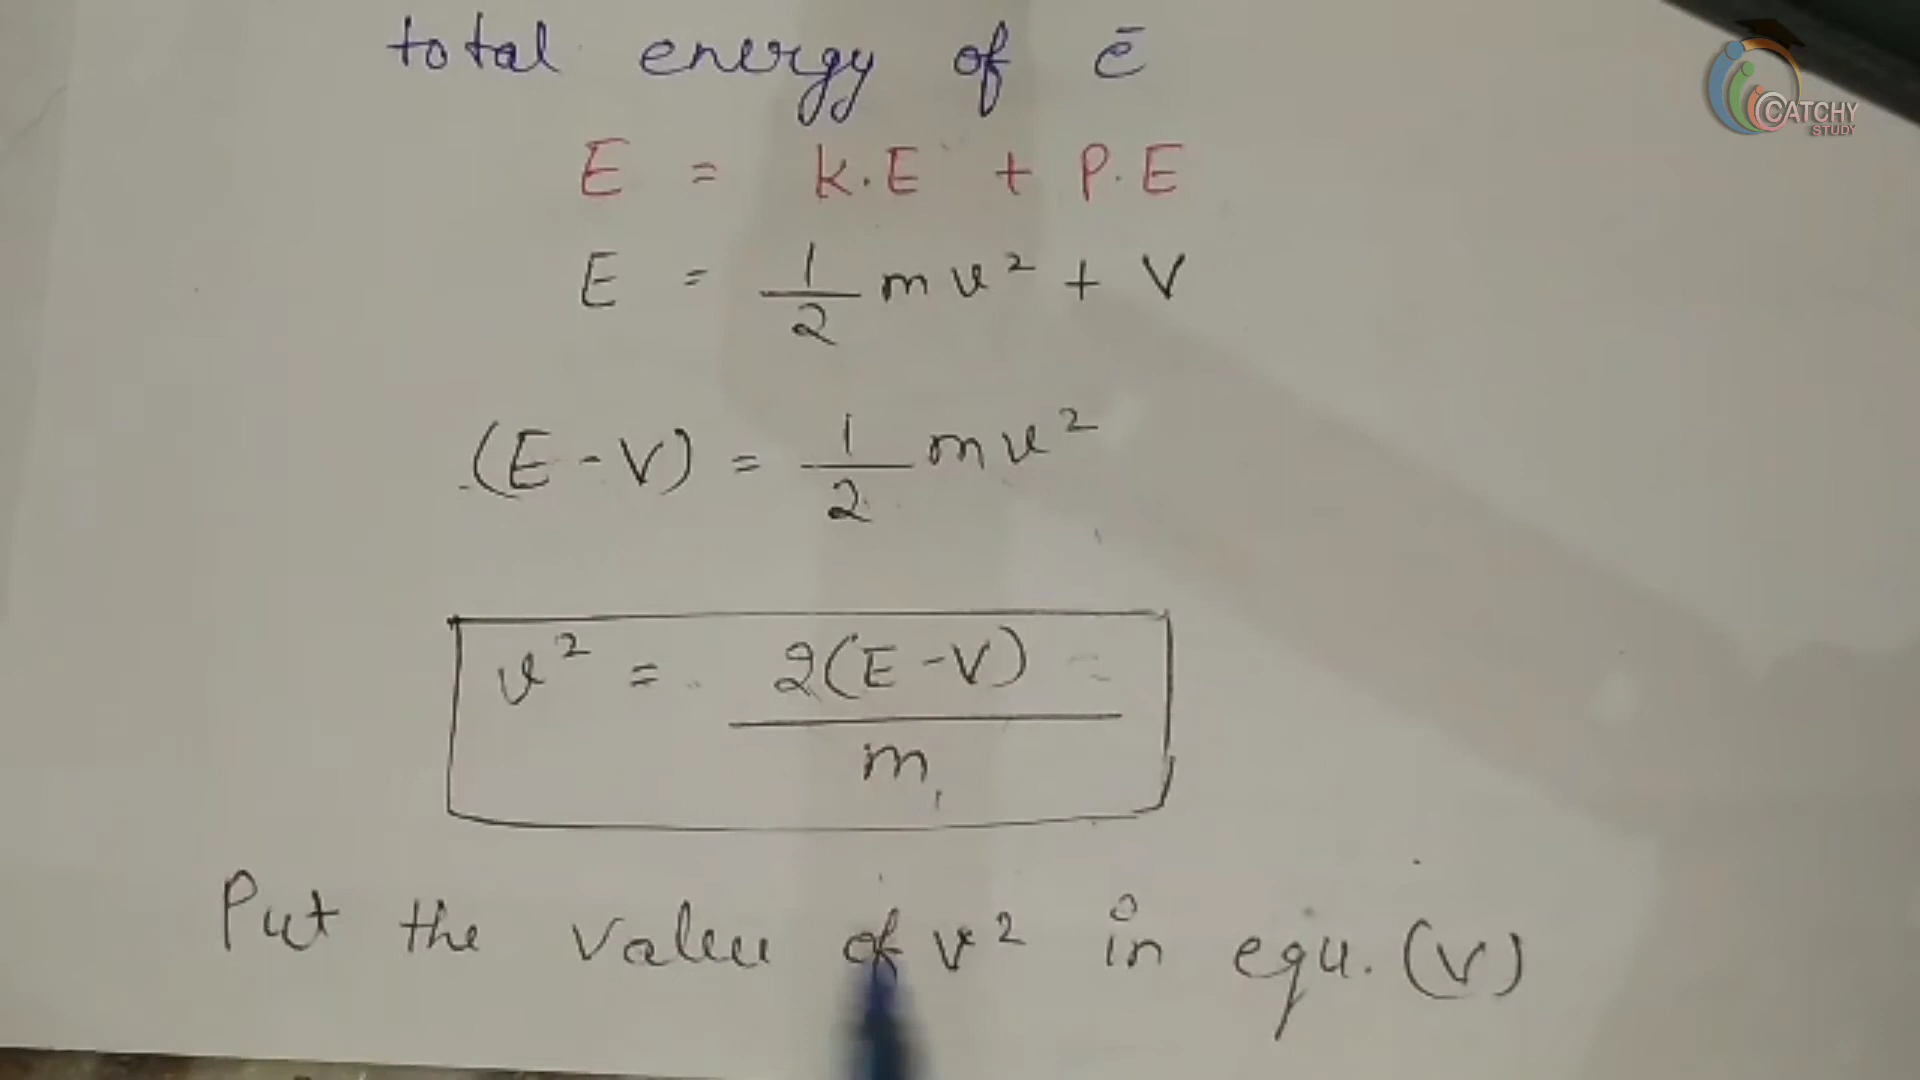 total energy of ē
E = K.E + P.E
E = 1/2 mv² + V
(E - V) = 1/2 mv²
v² = 2(E - V) / m
Put the value of v² in equ. (V)
CATCHY
STUDY